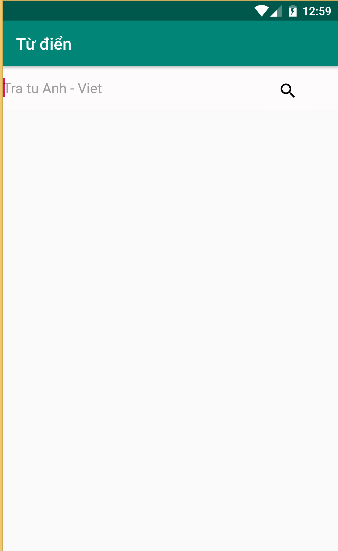 12:59
Từ điển
Tra tu Anh - Viet